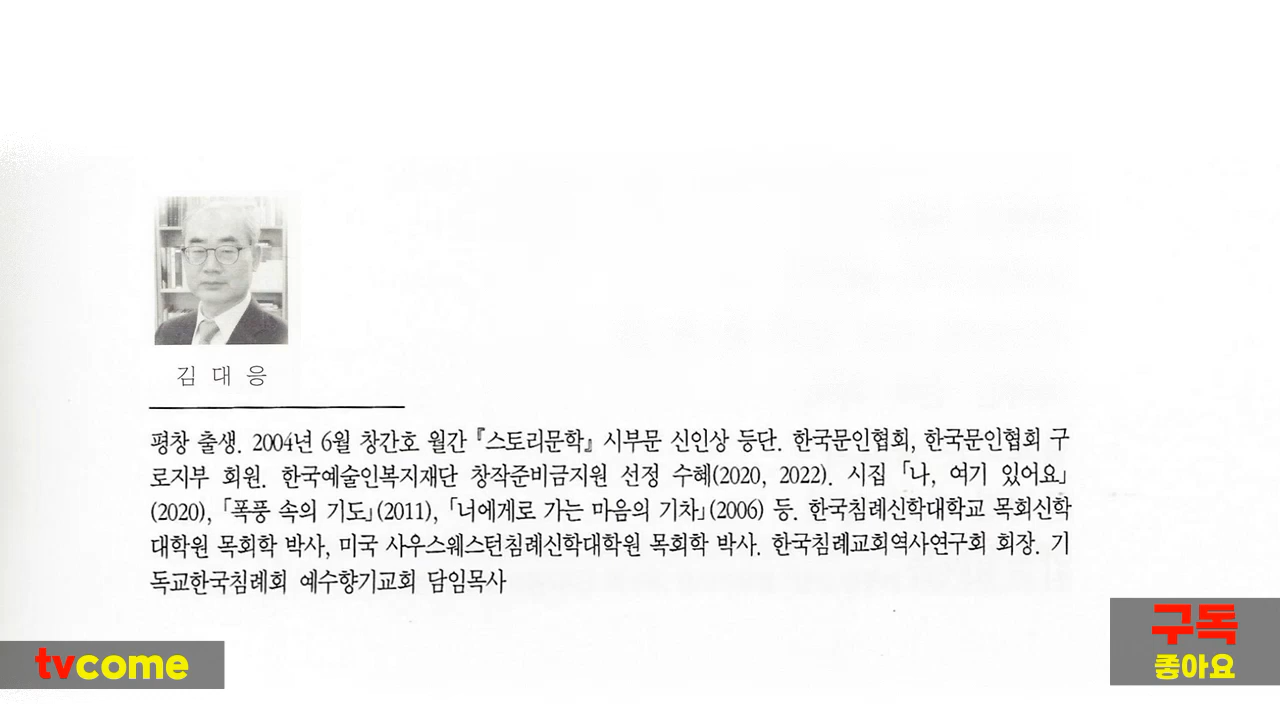 김 대 응
평창 출생. 2004년 6월 창간호 월간 『스토리문학』 시부문 신인상 등단. 한국문인협회, 한국문인협회 구
로지부 회원. 한국예술인복지재단 창작준비금지원 선정 수혜(2020, 2022). 시집 「나, 여기 있어요」
(2020), 「폭풍 속의 기도」(2011), 「너에게로 가는 마음의 기차」(2006) 등. 한국침례신학대학교 목회신학
대학원 목회학 박사, 미국 사우스웨스턴침례신학대학원 목회학 박사. 한국침례교회역사연구회 회장. 기
독교한국침례회 예수향기교회 담임목사
tvcome
구독
좋아요